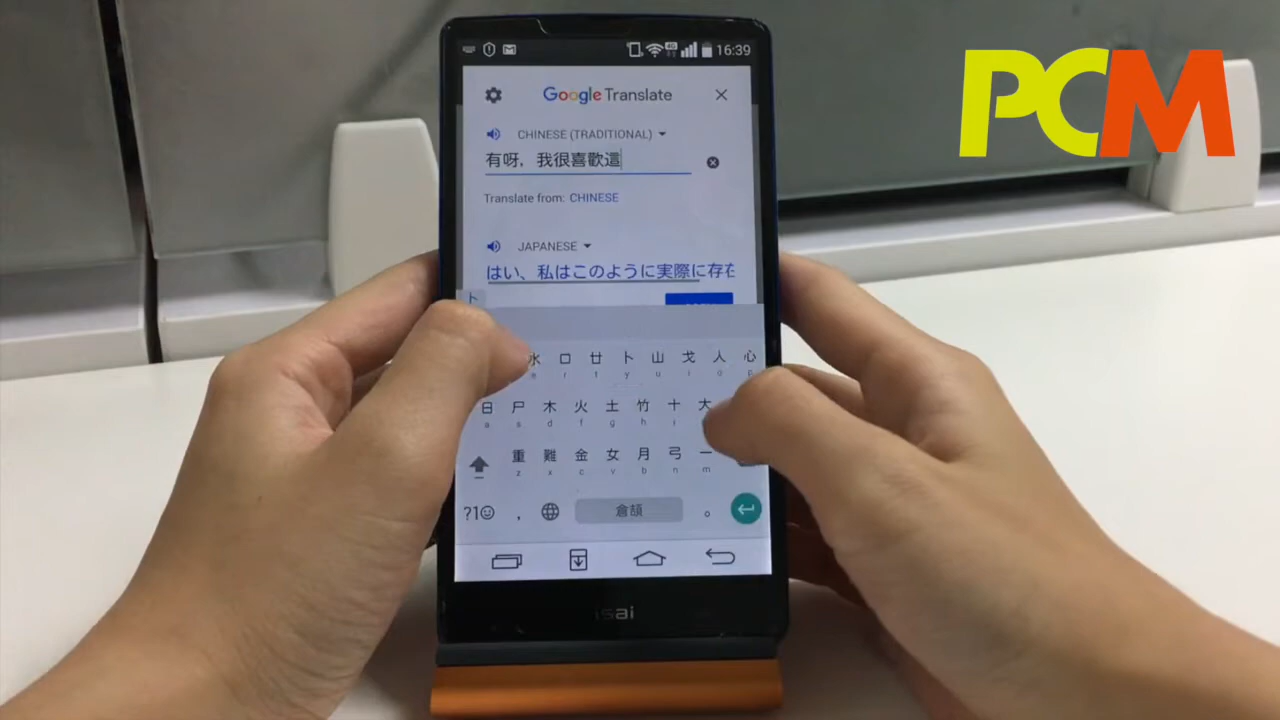 16:39
PCM
Google Translate
CHINESE (TRADITIONAL)
有呀，我很喜歡這
Translate from: CHINESE
JAPANESE
はい、私はこのように実際に存在
卜
水 口 廿 卜 山 戈 人 心
e r t y u i o p
日 尸 木 火 土 竹 十 大
a s d f g h j
重 難 金 女 月 弓 一
z x c v b n m
?1☺ , 倉頡 。
isai